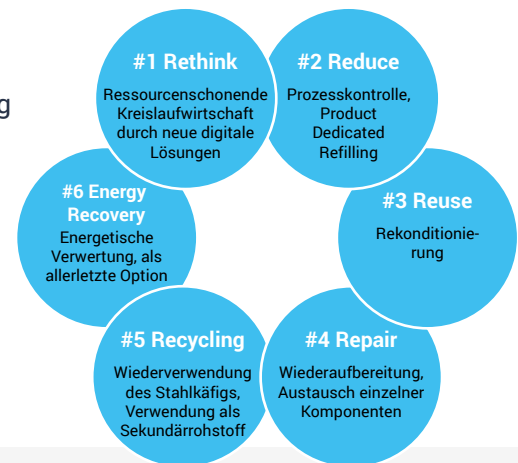 g
#1 Rethink
Ressourcenschonende
Kreislaufwirtschaft
durch neue digitale
Lösungen
#2 Reduce
Prozesskontrolle,
Product
Dedicated
Refilling
#3 Reuse
Rekonditionie-
rung
#4 Repair
Wiederaufbereitung,
Austausch einzelner
Komponenten
#5 Recycling
Wiederverwendung
des Stahlkäfigs,
Verwendung als
Sekundärrohstoff
#6 Energy
Recovery
Energetische
Verwertung, als
allerletzte Option